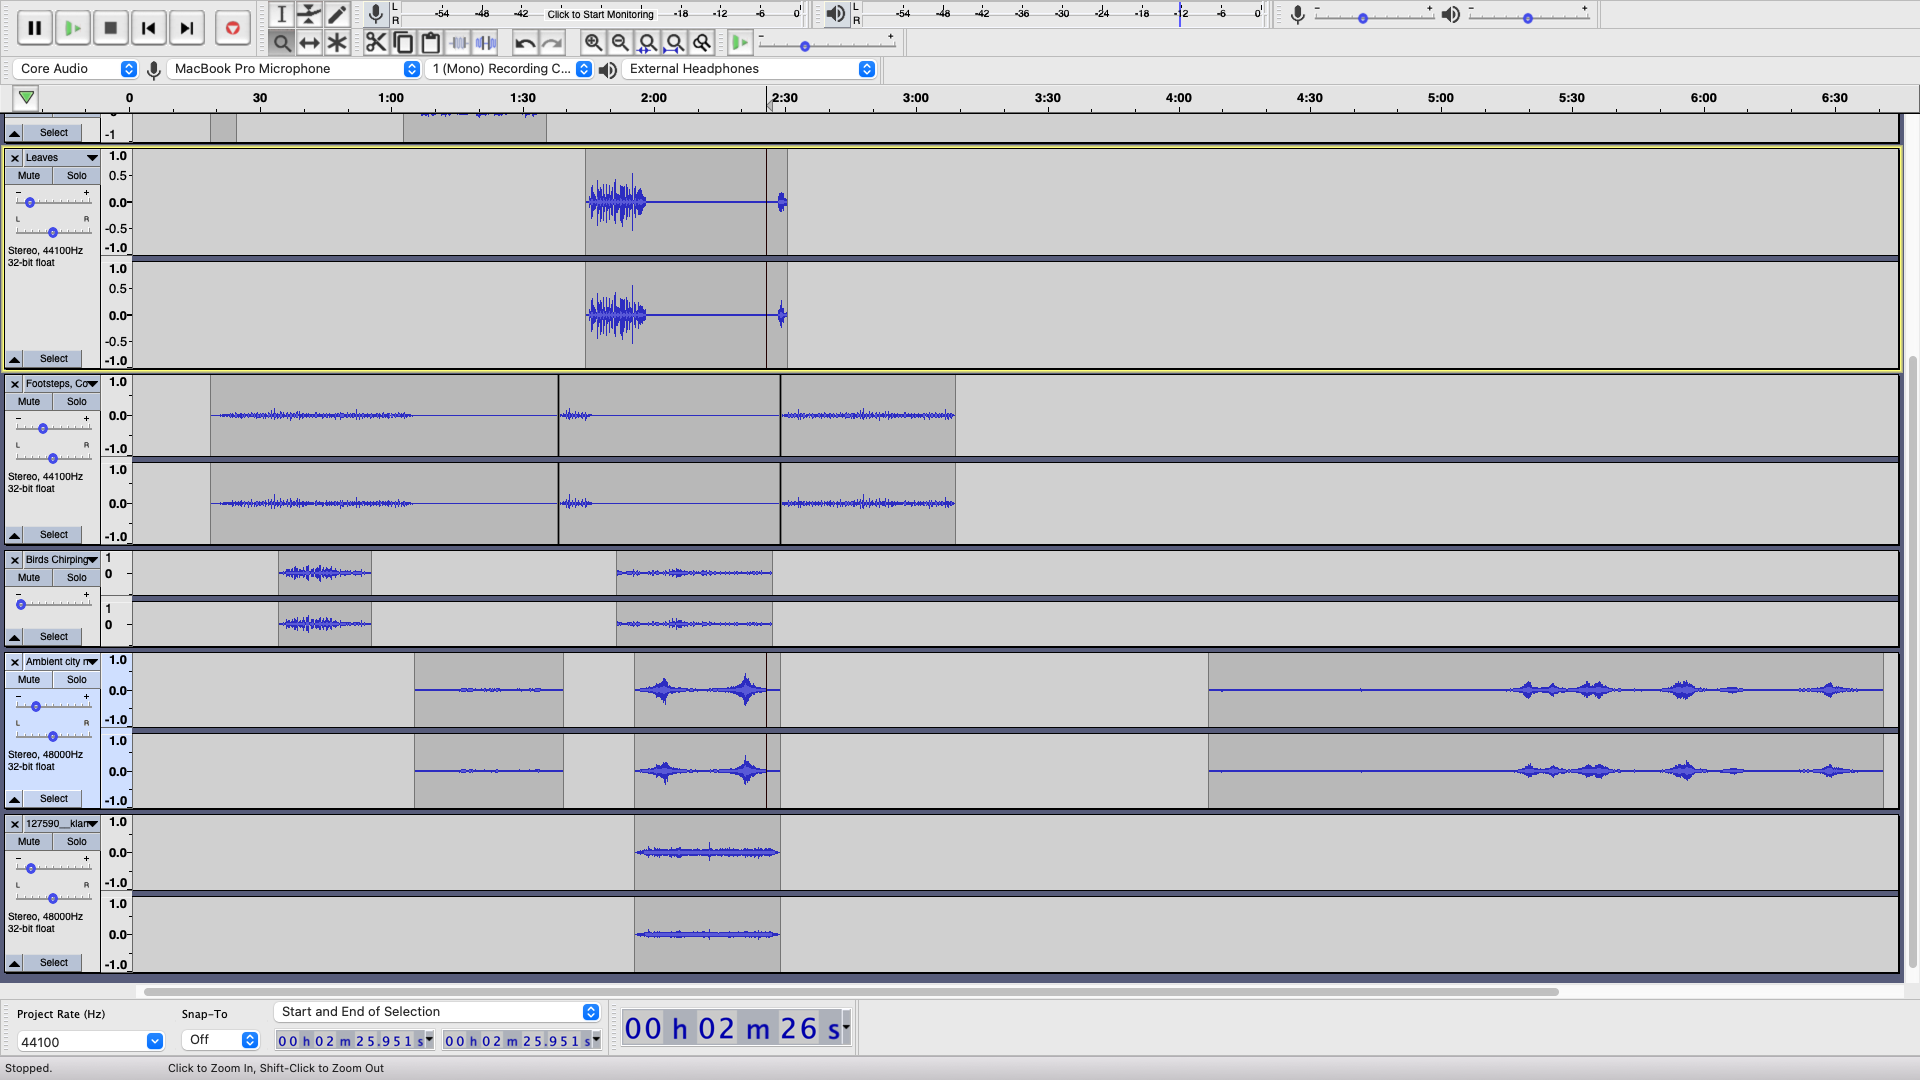 L
R
-54 -48 -42 Click to Start Monitoring -18 -12 -6 0
L
R
-54 -48 -42 -36 -30 -24 -18 -12 -6 0
- +
- +
- +
Core Audio
MacBook Pro Microphone
1 (Mono) Recording C...
External Headphones
0 30 1:00 1:30 2:00 2:30 3:00 3:30 4:00 4:30 5:00 5:30 6:00 6:30
Select
-1
Leaves
Mute Solo
- +
L R
Stereo, 44100Hz
32-bit float
Select
1.0
0.5
0.0
-0.5
-1.0
1.0
0.5
0.0
-0.5
-1.0
Footsteps, Co
Mute Solo
- +
L R
Stereo, 44100Hz
32-bit float
Select
1.0
0.0
-1.0
1.0
0.0
-1.0
Birds Chirping
Mute Solo
- +
Select
1
0
1
0
Ambient city n
Mute Solo
- +
L R
Stereo, 48000Hz
32-bit float
Select
1.0
0.0
-1.0
1.0
0.0
-1.0
127590__klan
Mute Solo
- +
L R
Stereo, 48000Hz
32-bit float
Select
1.0
0.0
-1.0
1.0
0.0
-1.0
Project Rate (Hz)
44100
Snap-To
Off
Start and End of Selection
00 h 02 m 25.951 s
00 h 02 m 25.951 s
00 h 02 m 26 s
Stopped.
Click to Zoom In, Shift-Click to Zoom Out